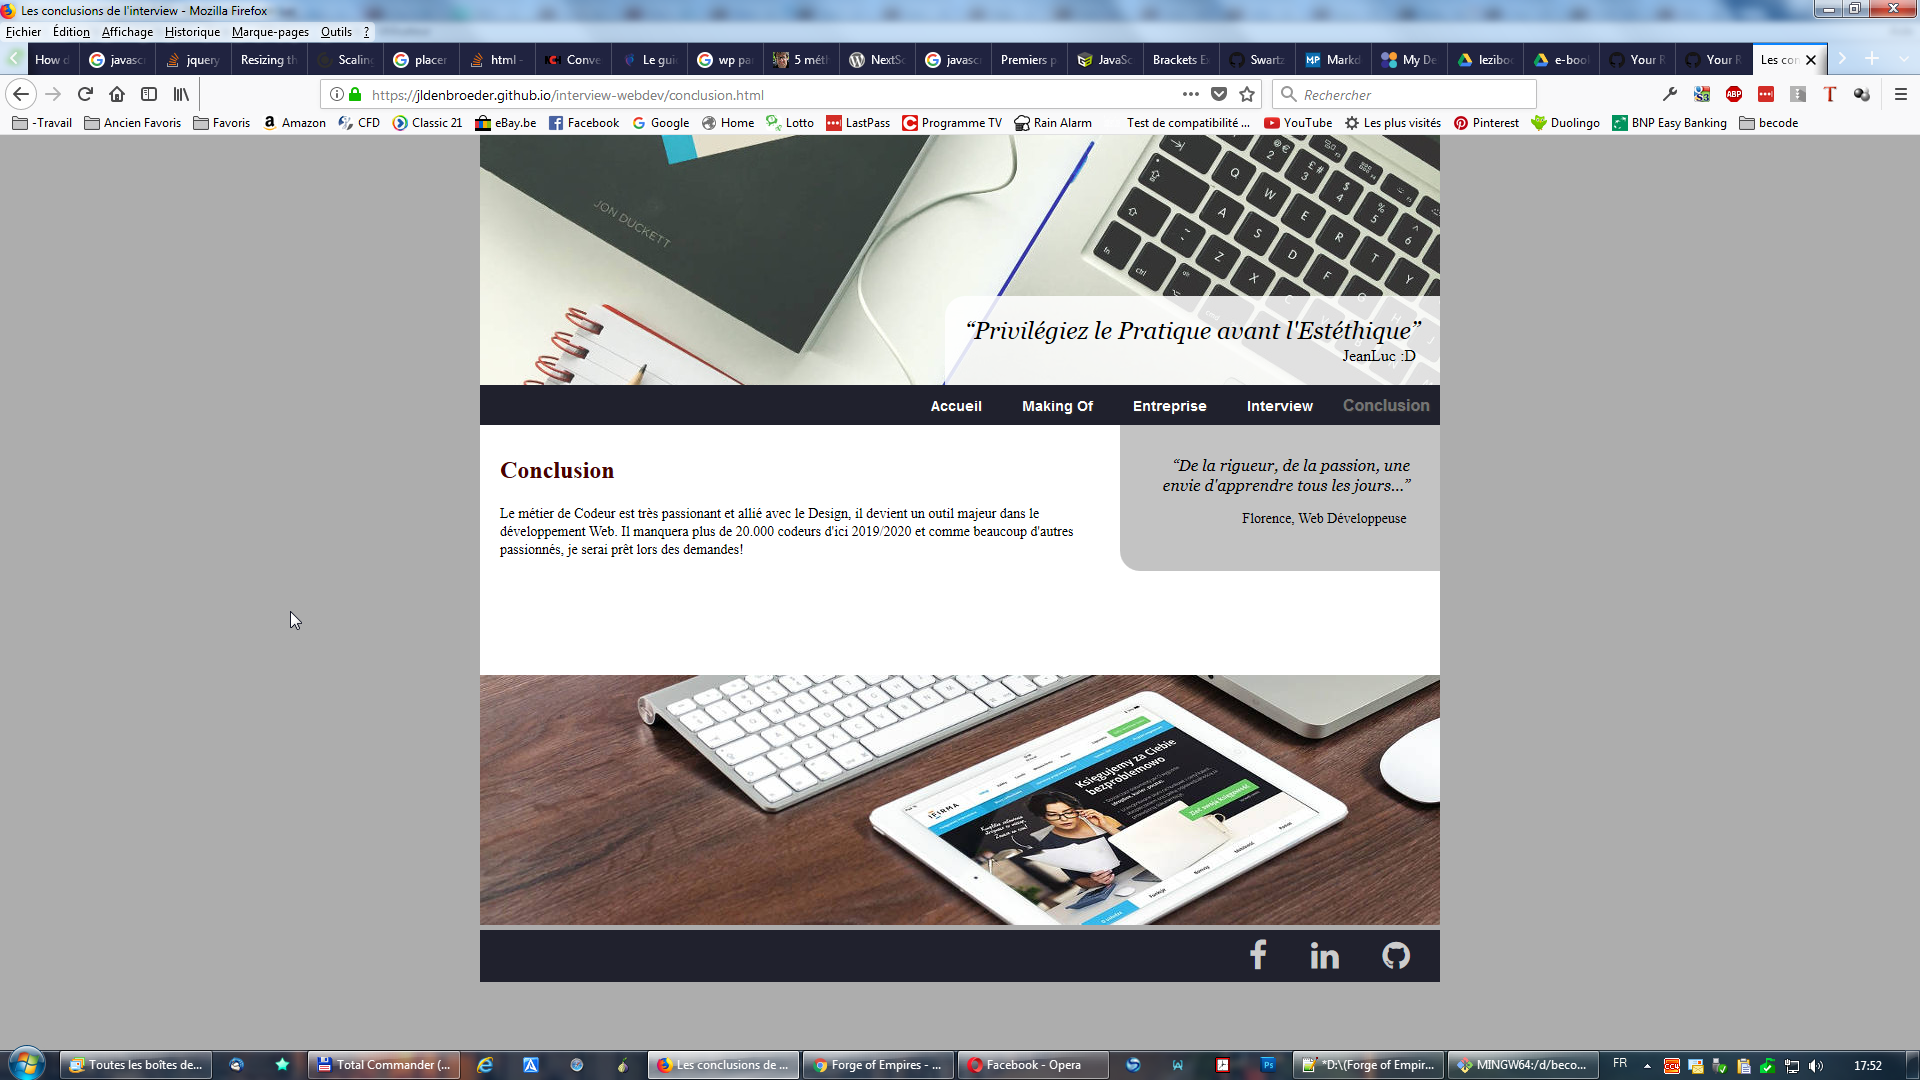 Les conclusions de l'interview - Mozilla Firefox
Fichier Édition Affichage Historique Marque-pages Outils ?
How d javasc jquery Resizing th Scaling placer html - Conve Le gui wp par 5 méth NextSc javasc Premiers p JavaSc Brackets Ex Swartz Markd My De lezibo e-boo Your R Your R Les con
https://jldenbroeder.github.io/interview-webdev/conclusion.html Rechercher
-Travail Ancien Favoris Favoris Amazon CFD Classic 21 eBay.be Facebook Google Home Lotto LastPass Programme TV Rain Alarm Test de compatibilité ... YouTube Les plus visités Pinterest Duolingo BNP Easy Banking becode
JON DUCKETT
“Privilégiez le Pratique avant l'Estéthique”
JeanLuc :D
Accueil Making Of Entreprise Interview Conclusion
Conclusion
Le métier de Codeur est très passionant et allié avec le Design, il devient un outil majeur dans le
développement Web. Il manquera plus de 20.000 codeurs d'ici 2019/2020 et comme beaucoup d'autres
passionnés, je serai prêt lors des demandes!
“De la rigueur, de la passion, une
envie d'apprendre tous les jours...”
Florence, Web Développeuse
Księgujemy za Ciebie
bezproblemowo
IFIRMA
Toutes les boîtes de... Total Commander (... Les conclusions de ... Forge of Empires - ... Facebook - Opera *D:\(Forge of Empir... MINGW64:/d/beco... FR 17:52